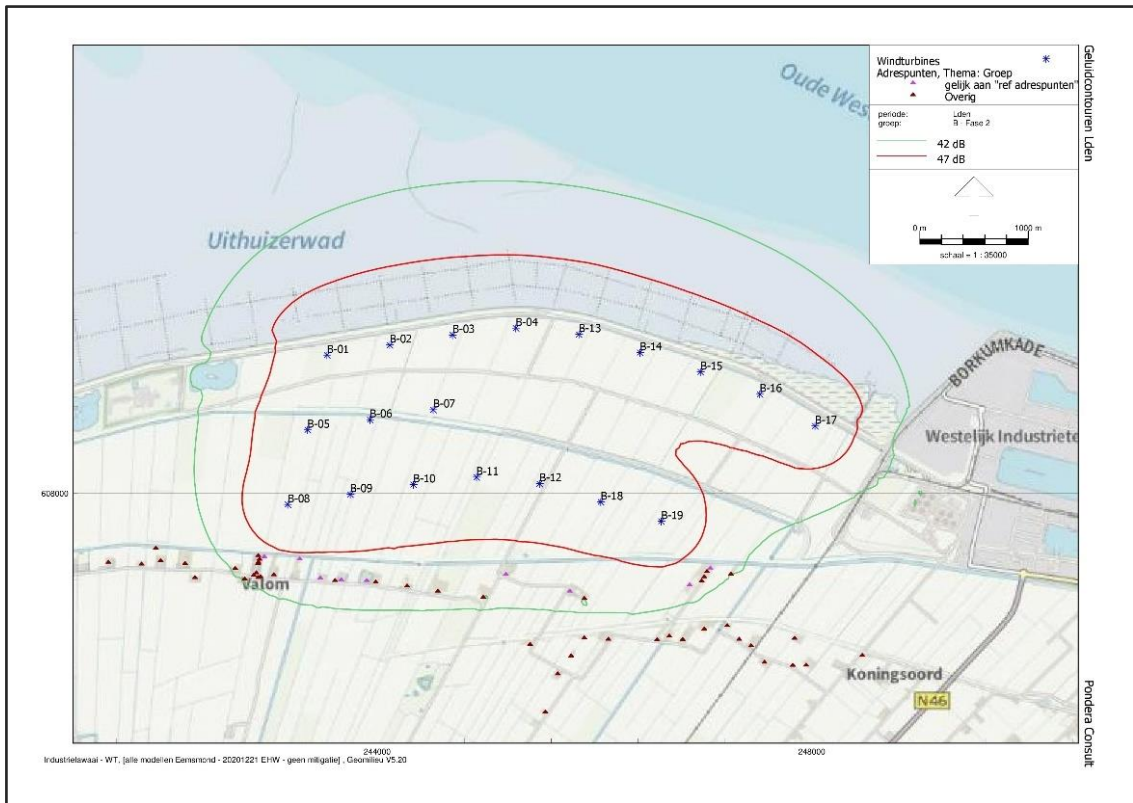 Oude Wes
Windturbines
Adrespunten, Thema: Groep
gelijk aan "ref adrespunten"
Overig
periode: Lden
groep: B - Fase 2
42 dB
47 dB
0 m 1000 m
schaal = 1 : 35000
Geluidcontouren Lden
Uithuizerwad
B-01
B-02
B-03
B-04
B-13
B-14
B-15
B-16
B-17
B-05
B-06
B-07
B-08
B-09
B-10
B-11
B-12
B-18
B-19
BORKUMKADE
Westelijk Industriete
608000
Valom
Koningsoord
N46
244000 248000
Industrielawaai - WT, [alle modellen Eemsmond - 20201221 EHW - geen mitigatie] , Geomilieu V5.20
Pondera Consult